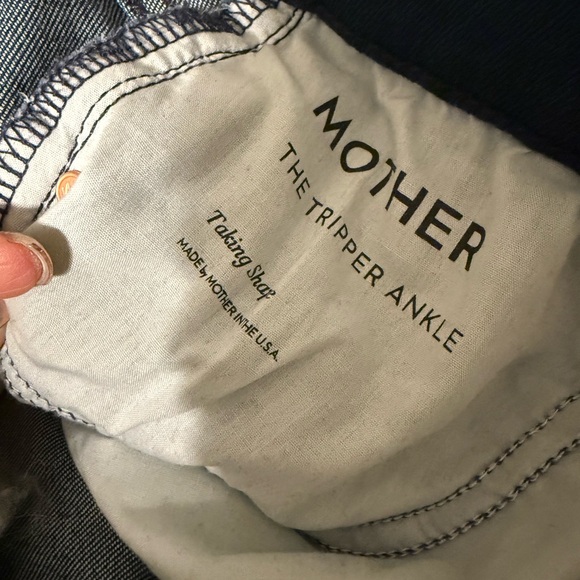 MOTHER
THE TRIPPER ANKLE
Taking Shap
MADE by MOTHER IN THE U.S.A.